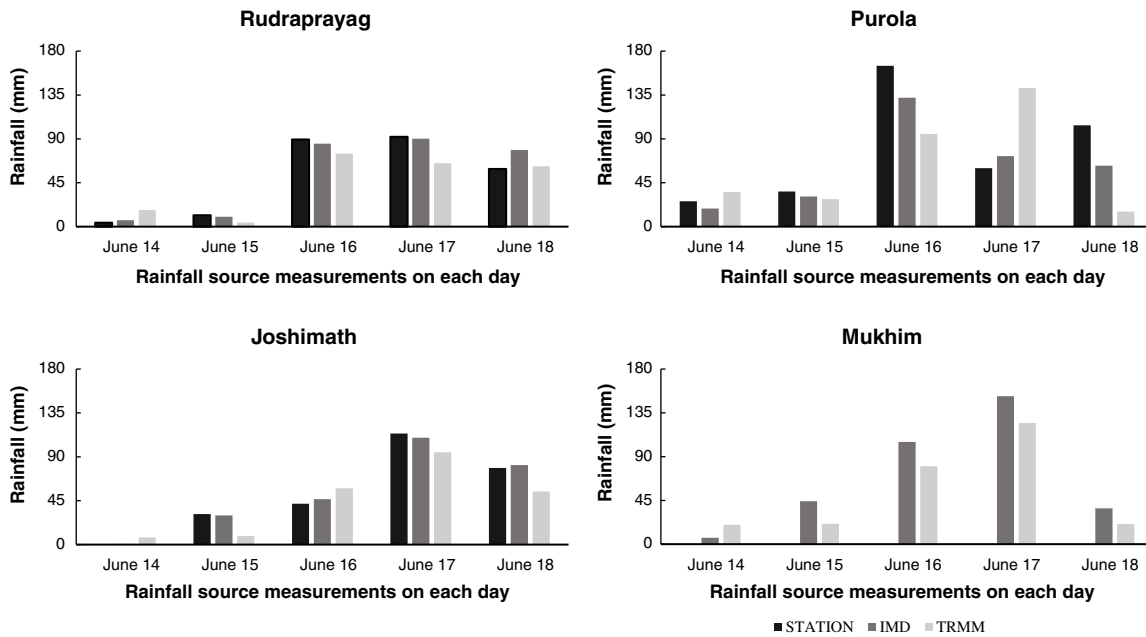 Rudraprayag
Rainfall (mm)
180
135
90
45
0
June 14 June 15 June 16 June 17 June 18
Rainfall source measurements on each day
Purola
Rainfall (mm)
180
135
90
45
0
June 14 June 15 June 16 June 17 June 18
Rainfall source measurements on each day
Joshimath
Rainfall (mm)
180
135
90
45
0
June 14 June 15 June 16 June 17 June 18
Rainfall source measurements on each day
Mukhim
Rainfall (mm)
180
135
90
45
0
June 14 June 15 June 16 June 17 June 18
Rainfall source measurements on each day
STATION IMD TRMM